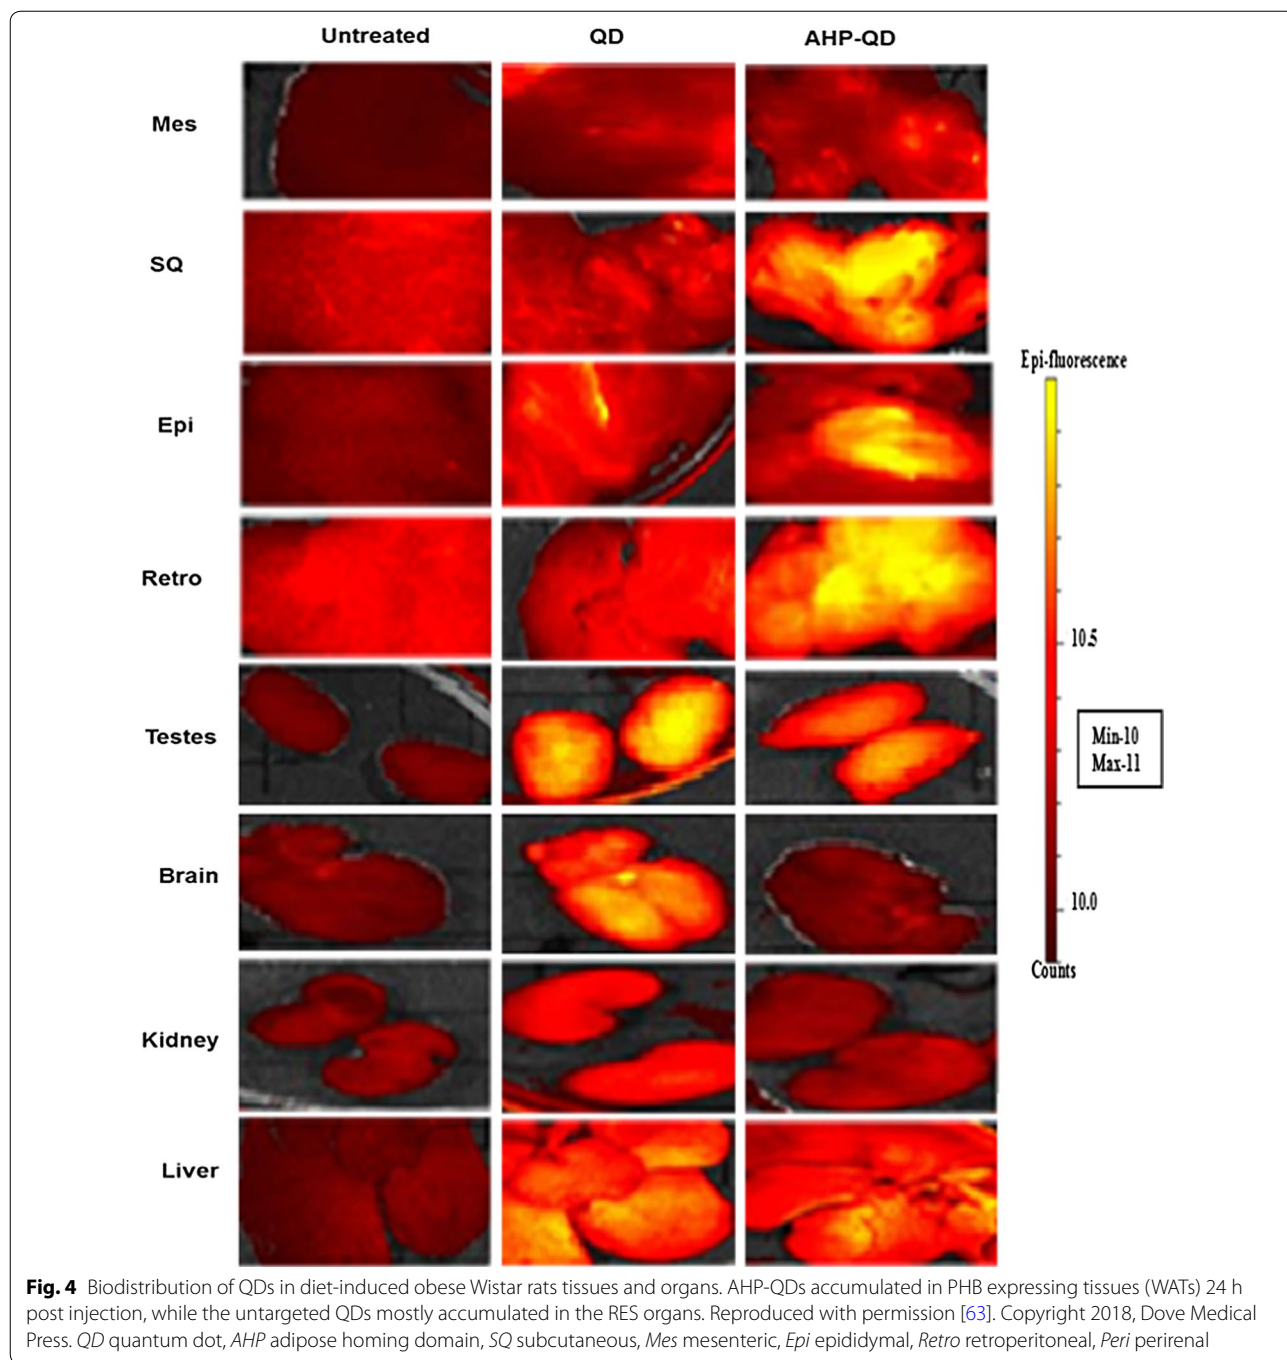 Untreated QD AHP-QD
Mes
SQ
Epi
Retro
Testes
Brain
Kidney
Liver
Epi-fluorescence
10.5
Min-10
Max-11
10.0
Counts
Fig. 4 Biodistribution of QDs in diet-induced obese Wistar rats tissues and organs. AHP-QDs accumulated in PHB expressing tissues (WATs) 24 h
post injection, while the untargeted QDs mostly accumulated in the RES organs. Reproduced with permission [63]. Copyright 2018, Dove Medical
Press. QD quantum dot, AHP adipose homing domain, SQ subcutaneous, Mes mesenteric, Epi epididymal, Retro retroperitoneal, Peri perirenal